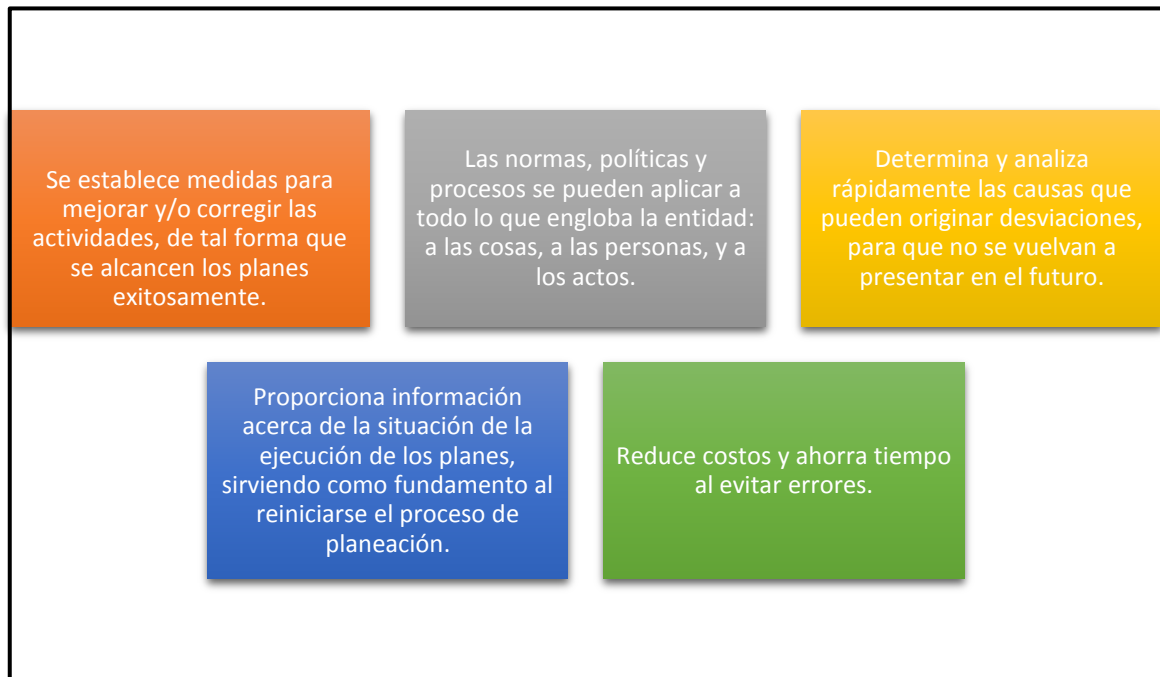 Se establece medidas para
mejorar y/o corregir las
actividades, de tal forma que
se alcancen los planes
exitosamente.
Las normas, políticas y
procesos se pueden aplicar a
todo lo que engloba la entidad:
a las cosas, a las personas, y a
los actos.
Determina y analiza
rápidamente las causas que
pueden originar desviaciones,
para que no se vuelvan a
presentar en el futuro.
Proporciona información
acerca de la situación de la
ejecución de los planes,
sirviendo como fundamento al
reiniciarse el proceso de
planeación.
Reduce costos y ahorra tiempo
al evitar errores.